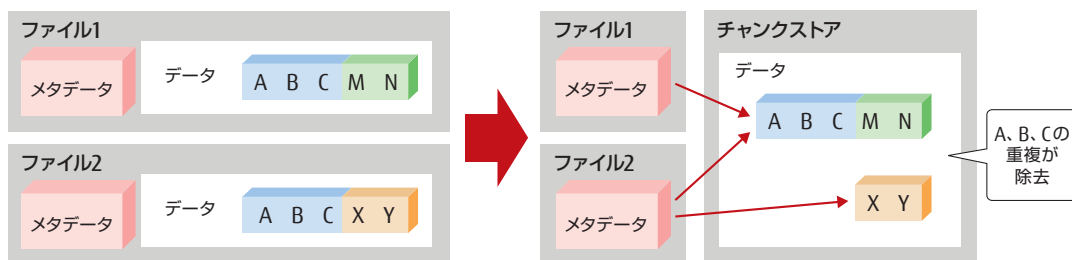 ファイル1
メタデータ
データ
A B C M N
ファイル2
メタデータ
データ
A B C X Y
ファイル1
メタデータ
ファイル2
メタデータ
チャンクストア
データ
A B C M N
X Y
A、B、Cの
重複が
除去